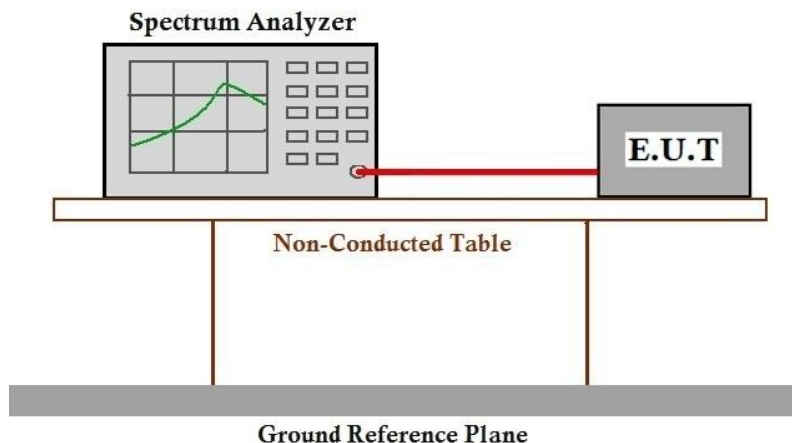 Spectrum Analyzer
E.U.T
Non-Conducted Table
Ground Reference Plane